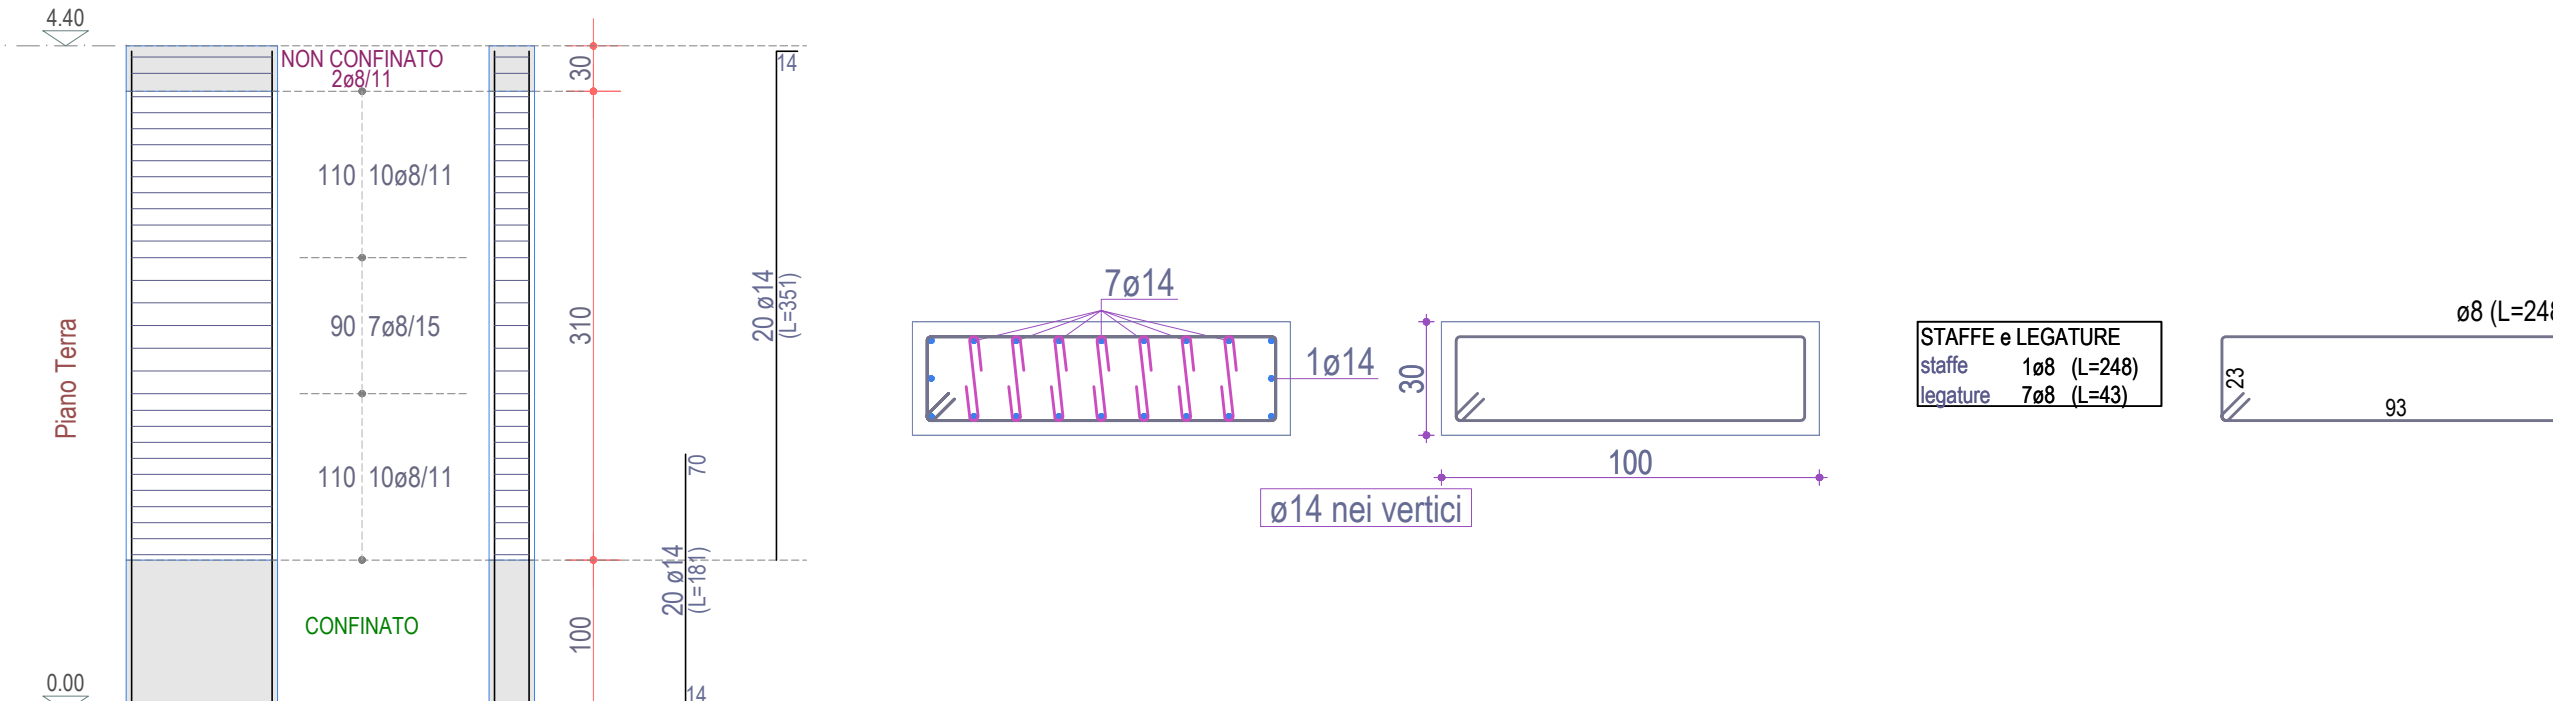 4.40
NON CONFINATO
2ø8/11
30
14
110 10ø8/11
90 7ø8/15
110 10ø8/11
310
Piano Terra
20 ø14
(L=351)
70
20 ø14
(L=181)
14
CONFINATO
100
0.00
7ø14
1ø14
30
100
ø14 nei vertici
STAFFE e LEGATURE
staffe 1ø8 (L=248)
legature 7ø8 (L=43)
ø8 (L=248
23
93